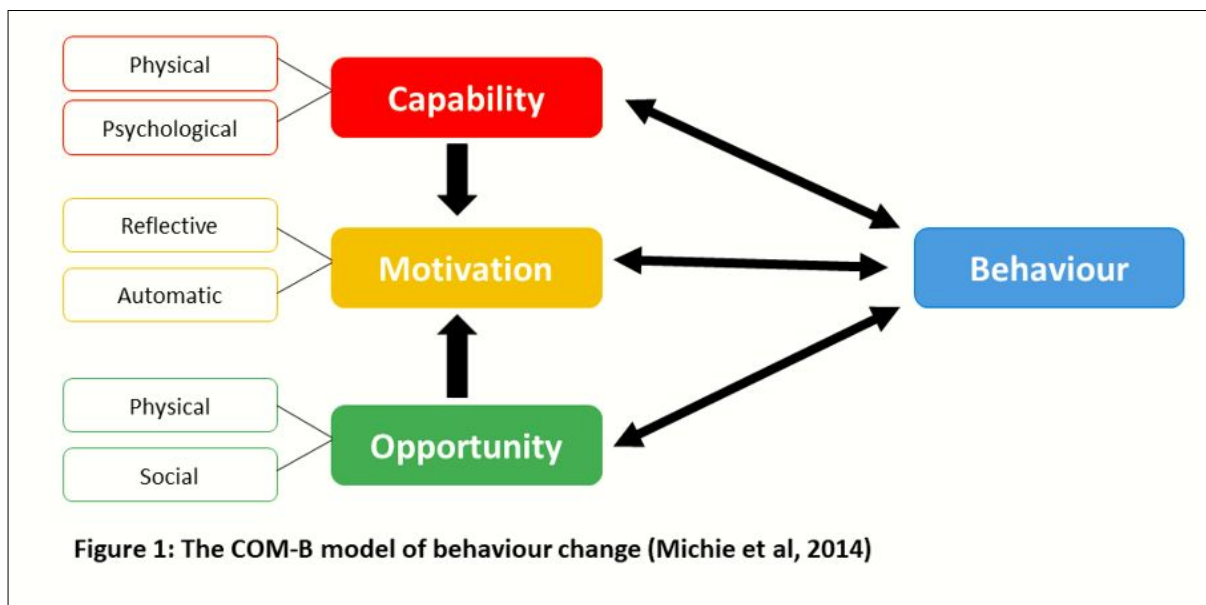 Physical
Psychological
Capability
Reflective
Automatic
Motivation
Behaviour
Physical
Social
Opportunity
Figure 1: The COM-B model of behaviour change (Michie et al, 2014)